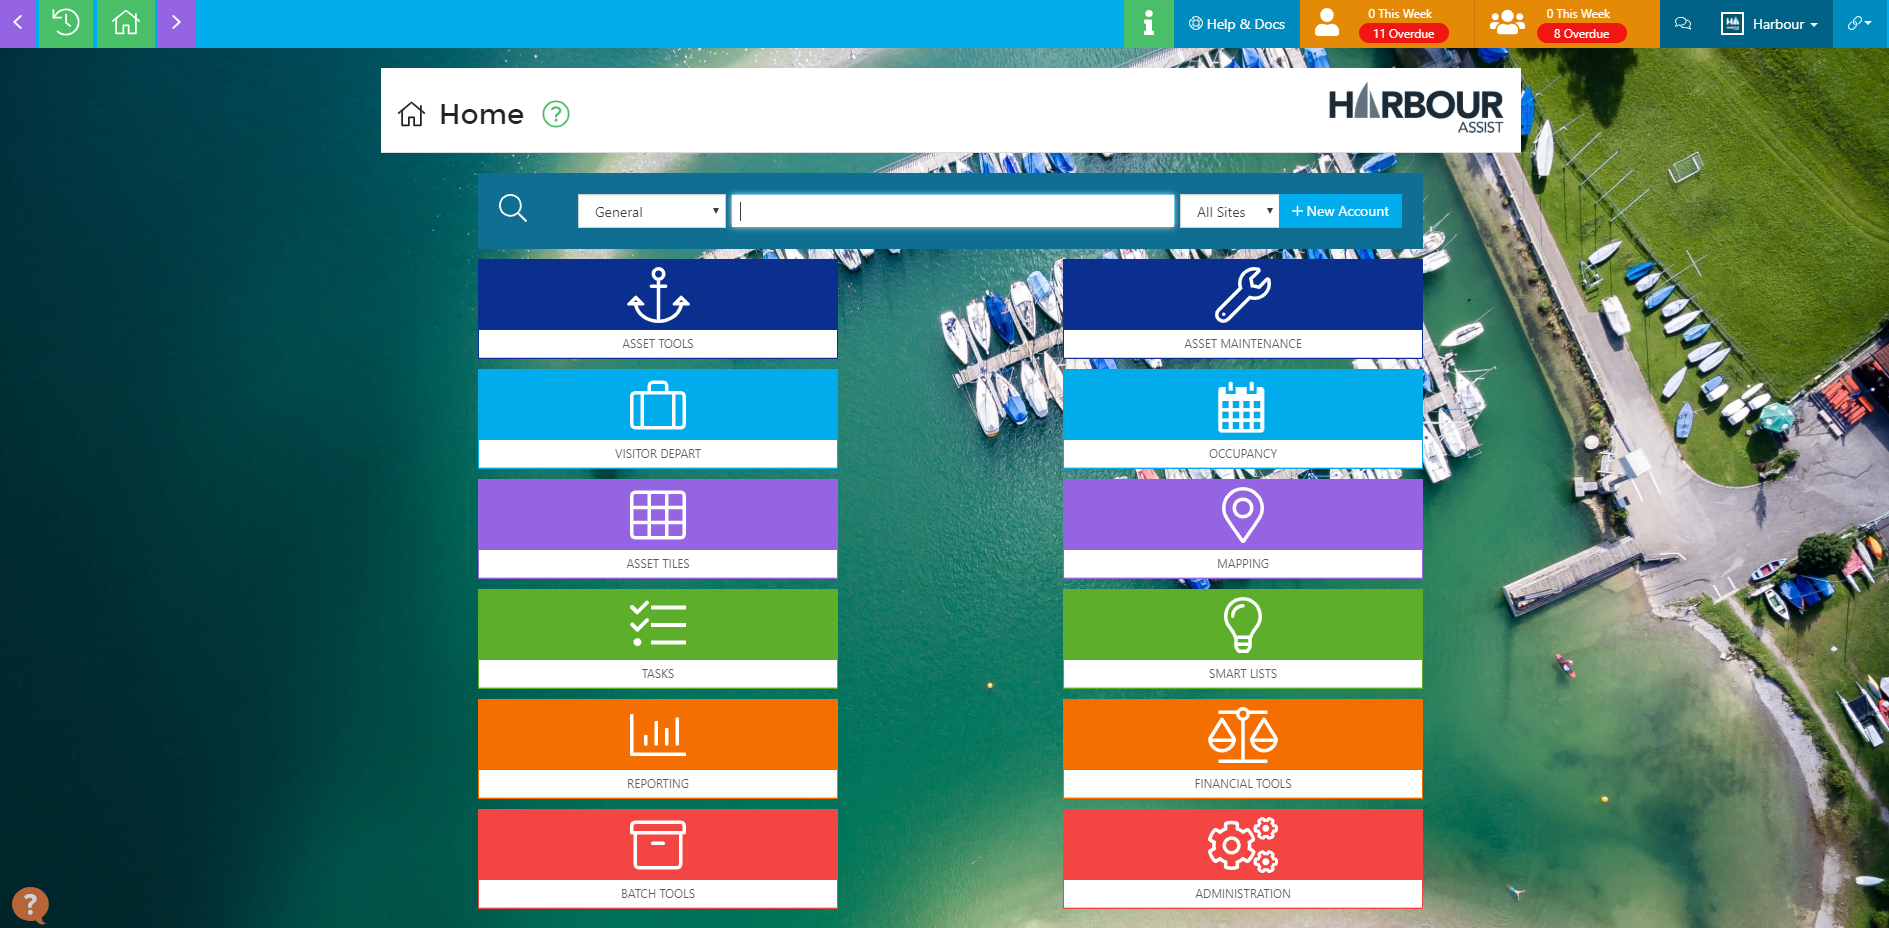 Help & Docs
0 This Week
11 Overdue
0 This Week
8 Overdue
Harbour
Home ?
HARBOUR
ASSIST
General
All Sites
+ New Account
ASSET TOOLS
ASSET MAINTENANCE
VISITOR DEPART
OCCUPANCY
ASSET TILES
MAPPING
TASKS
SMART LISTS
REPORTING
FINANCIAL TOOLS
BATCH TOOLS
ADMINISTRATION
?